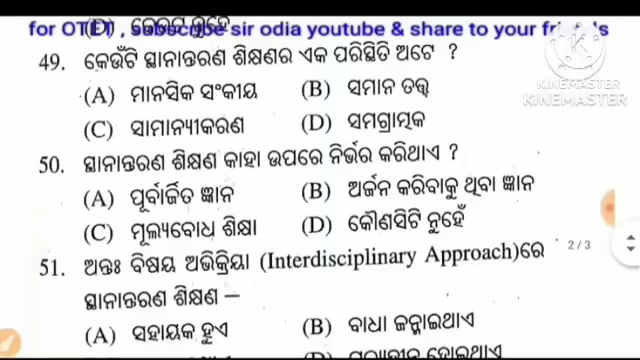 (D) କେଉଟି ନୁହେଁ
for OTET , subscribe sir odia youtube & share to your friends
49. କେଉଁଟି ସ୍ଥାନାନ୍ତରଣ ଶିକ୍ଷଣର ଏକ ପରିସ୍ଥିତି ଅଟେ ?
(A) ମାନସିକ ସଂକୀୟ (B) ସମାନ ତତ୍ତ୍ୱ
(C) ସାମାନ୍ୟୀକରଣ (D) ସମଗ୍ରାତ୍ମକ
KINEMASTER
KINEMASTER
50. ସ୍ଥାନାନ୍ତରଣ ଶିକ୍ଷଣ କାହା ଉପରେ ନିର୍ଭର କରିଥାଏ ?
(A) ପୂର୍ବାର୍ଜିତ ଜ୍ଞାନ (B) ଅର୍ଜନ କରିବାକୁ ଥିବା ଜ୍ଞାନ
(C) ମୂଲ୍ୟବୋଧ ଶିକ୍ଷା (D) କୌଣସିଟି ନୁହେଁ
2/3
51. ଅନ୍ତଃ ବିଷୟ ଅଭିକ୍ରିୟା (Interdisciplinary Approach)ରେ
ସ୍ଥାନାନ୍ତରଣ ଶିକ୍ଷଣ —
(A) ସହାୟକ ହୁଏ (B) ବାଧା ଜନ୍ମାଇଥାଏ